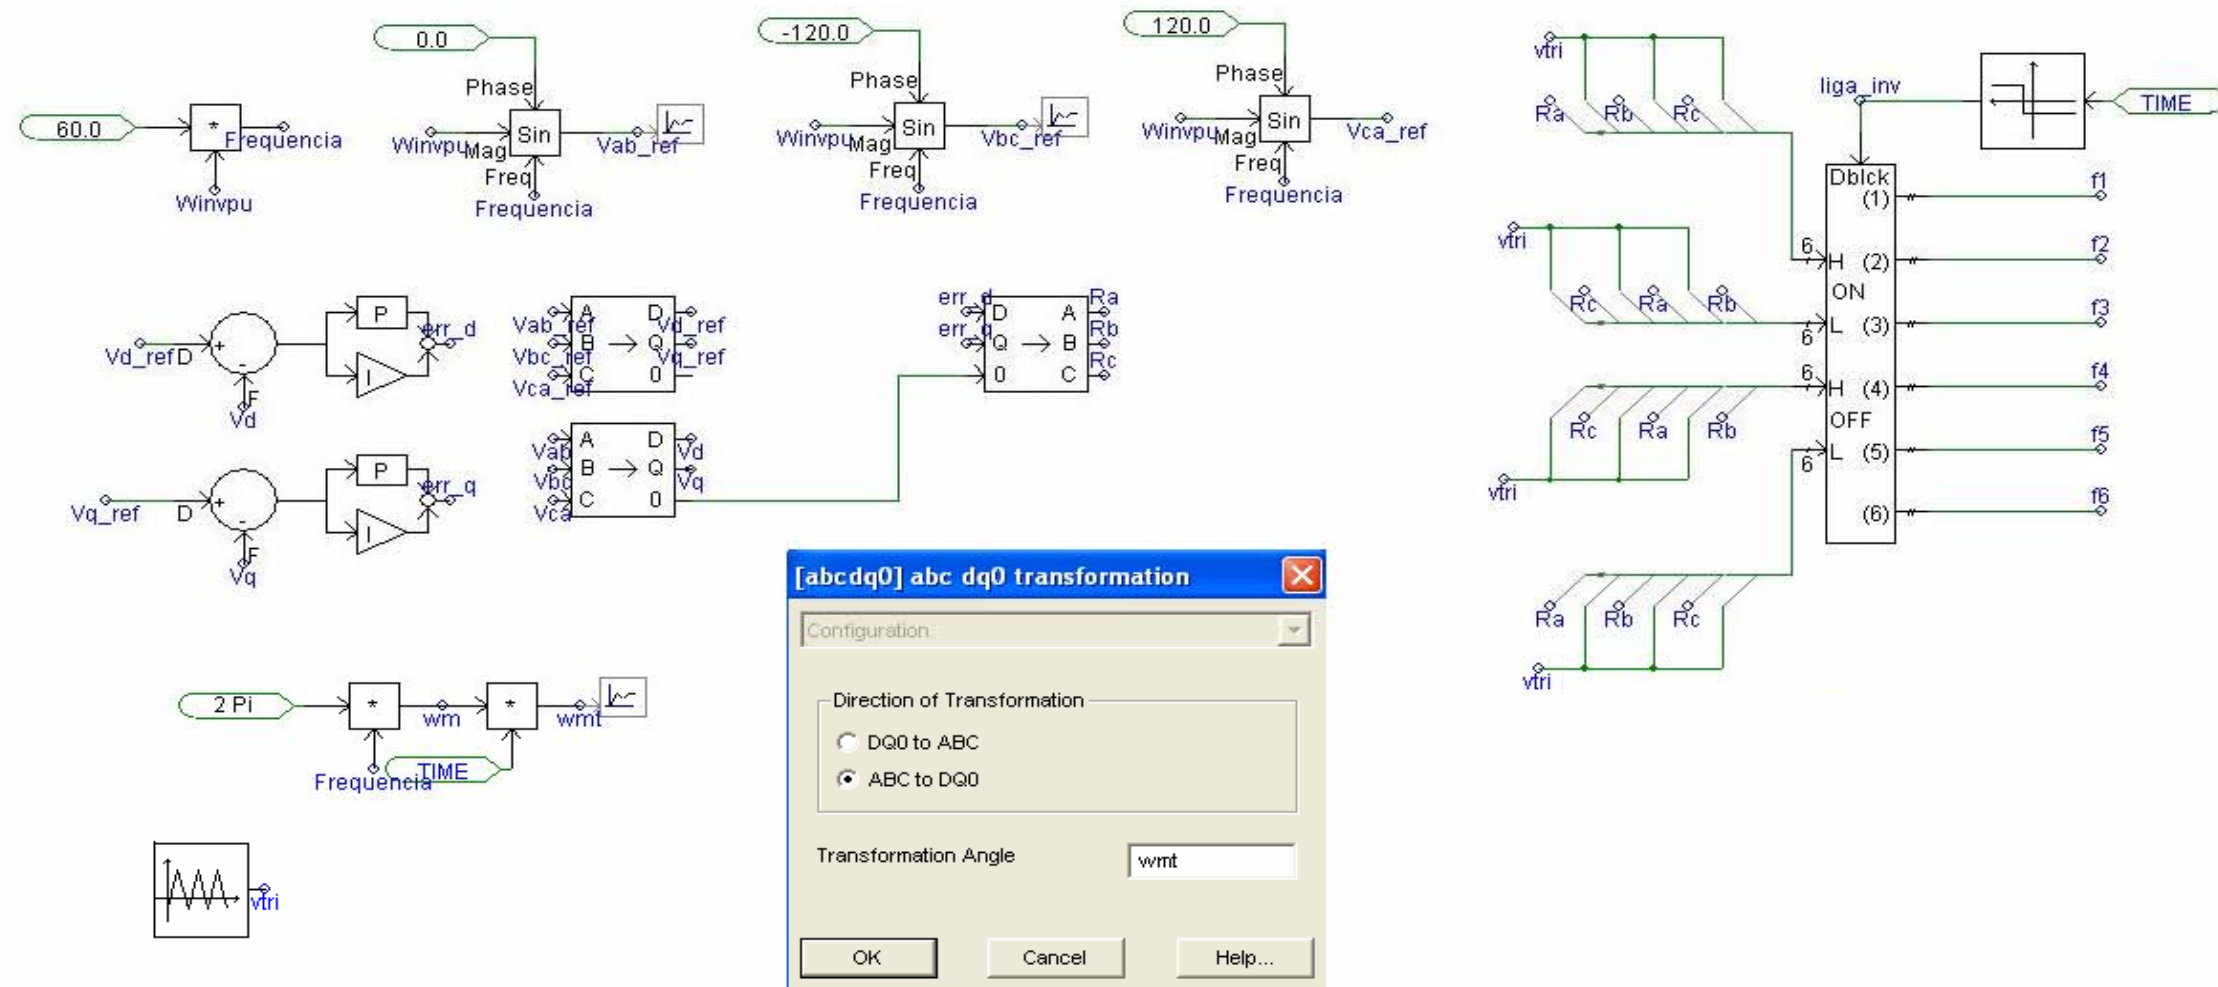 60.0
*
Frequencia
Winvpu
0.0
Phase
Winvpu
Mag
Sin
Vab_ref
Freq
Frequencia
-120.0
Phase
Winvpu
Mag
Sin
Vbc_ref
Freq
Frequencia
120.0
Phase
Winvpu
Mag
Sin
Vca_ref
Freq
Frequencia
Vd_ref
D
+
-
F
Vd
P
I
err_d
Vq_ref
D
+
-
F
Vq
P
I
err_q
Vab_ref
Vbc_ref
Vca_ref
A
B
C
D
Q
0
Vd_ref
Vq_ref
Vab
Vbc
Vca
A
B
C
D
Q
0
Vd
Vq
err_d
err_q
D
Q
0
A
B
C
Ra
Rb
Rc
2 Pi
*
wm
*
wmt
Frequencia
TIME
vtri
[abcdq0] abc dq0 transformation
Configuration
Direction of Transformation
DQ0 to ABC
ABC to DQ0
Transformation Angle
wmt
OK
Cancel
Help...
vtri
Ra
Rb
Rc
vtri
Rc
Ra
Rb
Rc
Ra
Rb
vtri
Ra
Rb
Rc
vtri
liga_inv
TIME
Dblck
(1)
f1
6
H
(2)
f2
ON
L
(3)
f3
6
6
H
(4)
f4
OFF
L
(5)
f5
6
(6)
f6